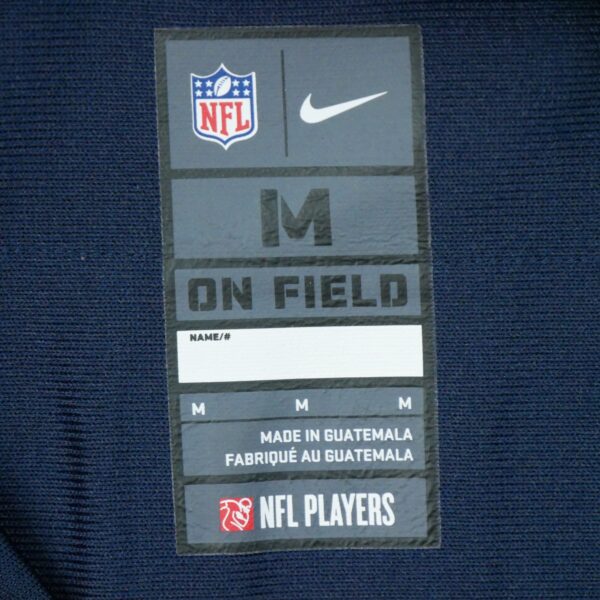 NFL
M
ON FIELD
NAME/#
M M M
MADE IN GUATEMALA
FABRIQUÉ AU GUATEMALA
NFL PLAYERS